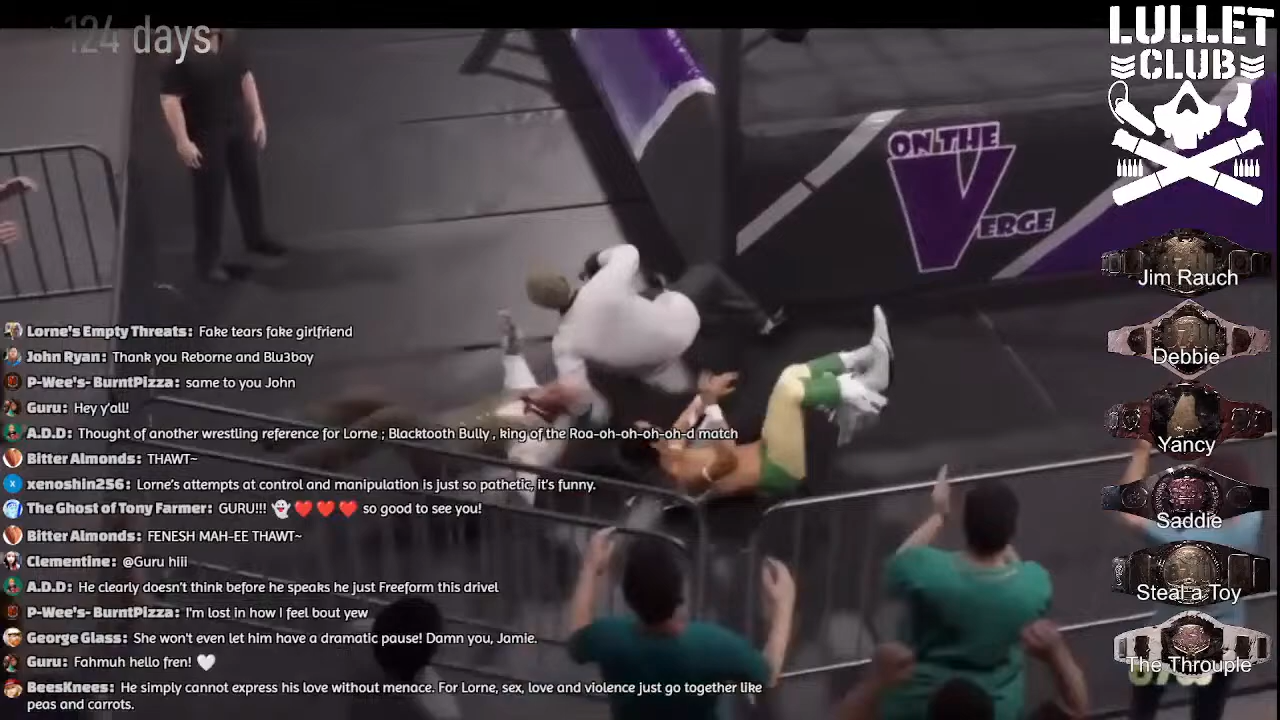 124 days
LULLET
CLUB
ON THE
VERGE
Jim Rauch
Debbie
Yancy
Saddie
Steal a Toy
The Throuple
Lorne's Empty Threats: Fake tears fake girlfriend
John Ryan: Thank you Reborne and Blu3boy
P-Wee's- BurntPizza: same to you John
Guru: Hey y'all!
A.D.D: Thought of another wrestling reference for Lorne ; Blacktooth Bully , king of the Roa-oh-oh-oh-oh-d match
Bitter Almonds: THAWT~
xenoshin256: Lorne's attempts at control and manipulation is just so pathetic, it's funny.
The Ghost of Tony Farmer: GURU!!! 👻❤️❤️❤️ so good to see you!
Bitter Almonds: FENESH MAH-EE THAWT~
Clementine: @Guru hiii
A.D.D: He clearly doesn't think before he speaks he just Freeform this drivel
P-Wee's- BurntPizza: I'm lost in how I feel bout yew
George Glass: She won't even let him have a dramatic pause! Damn you, Jamie.
Guru: Fahmuh hello fren! 🤍
BeesKnees: He simply cannot express his love without menace. For Lorne, sex, love and violence just go together like
peas and carrots.